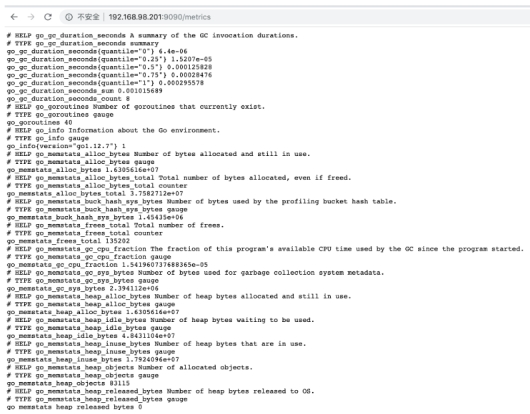 不安全 | 192.168.98.201:9090/metrics
# HELP go_gc_duration_seconds A summary of the GC invocation durations.
# TYPE go_gc_duration_seconds summary
go_gc_duration_seconds{quantile="0"} 6.4e-06
go_gc_duration_seconds{quantile="0.25"} 1.5207e-05
go_gc_duration_seconds{quantile="0.5"} 0.000125828
go_gc_duration_seconds{quantile="0.75"} 0.00028476
go_gc_duration_seconds{quantile="1"} 0.000295578
go_gc_duration_seconds_sum 0.001015689
go_gc_duration_seconds_count 8
# HELP go_goroutines Number of goroutines that currently exist.
# TYPE go_goroutines gauge
go_goroutines 40
# HELP go_info Information about the Go environment.
# TYPE go_info gauge
go_info{version="go1.12.7"} 1
# HELP go_memstats_alloc_bytes Number of bytes allocated and still in use.
# TYPE go_memstats_alloc_bytes gauge
go_memstats_alloc_bytes 1.6305616e+07
# HELP go_memstats_alloc_bytes_total Total number of bytes allocated, even if freed.
# TYPE go_memstats_alloc_bytes_total counter
go_memstats_alloc_bytes_total 3.7582712e+07
# HELP go_memstats_buck_hash_sys_bytes Number of bytes used by the profiling bucket hash table.
# TYPE go_memstats_buck_hash_sys_bytes gauge
go_memstats_buck_hash_sys_bytes 1.45435e+06
# HELP go_memstats_frees_total Total number of frees.
# TYPE go_memstats_frees_total counter
go_memstats_frees_total 135202
# HELP go_memstats_gc_cpu_fraction The fraction of this program's available CPU time used by the GC since the program started.
# TYPE go_memstats_gc_cpu_fraction gauge
go_memstats_gc_cpu_fraction 1.541960737688365e-05
# HELP go_memstats_gc_sys_bytes Number of bytes used for garbage collection system metadata.
# TYPE go_memstats_gc_sys_bytes gauge
go_memstats_gc_sys_bytes 2.394112e+06
# HELP go_memstats_heap_alloc_bytes Number of heap bytes allocated and still in use.
# TYPE go_memstats_heap_alloc_bytes gauge
go_memstats_heap_alloc_bytes 1.6305616e+07
# HELP go_memstats_heap_idle_bytes Number of heap bytes waiting to be used.
# TYPE go_memstats_heap_idle_bytes gauge
go_memstats_heap_idle_bytes 4.8431104e+07
# HELP go_memstats_heap_inuse_bytes Number of heap bytes that are in use.
# TYPE go_memstats_heap_inuse_bytes gauge
go_memstats_heap_inuse_bytes 1.7924096e+07
# HELP go_memstats_heap_objects Number of allocated objects.
# TYPE go_memstats_heap_objects gauge
go_memstats_heap_objects 83115
# HELP go_memstats_heap_released_bytes Number of heap bytes released to OS.
# TYPE go_memstats_heap_released_bytes gauge
go_memstats_heap_released_bytes 0